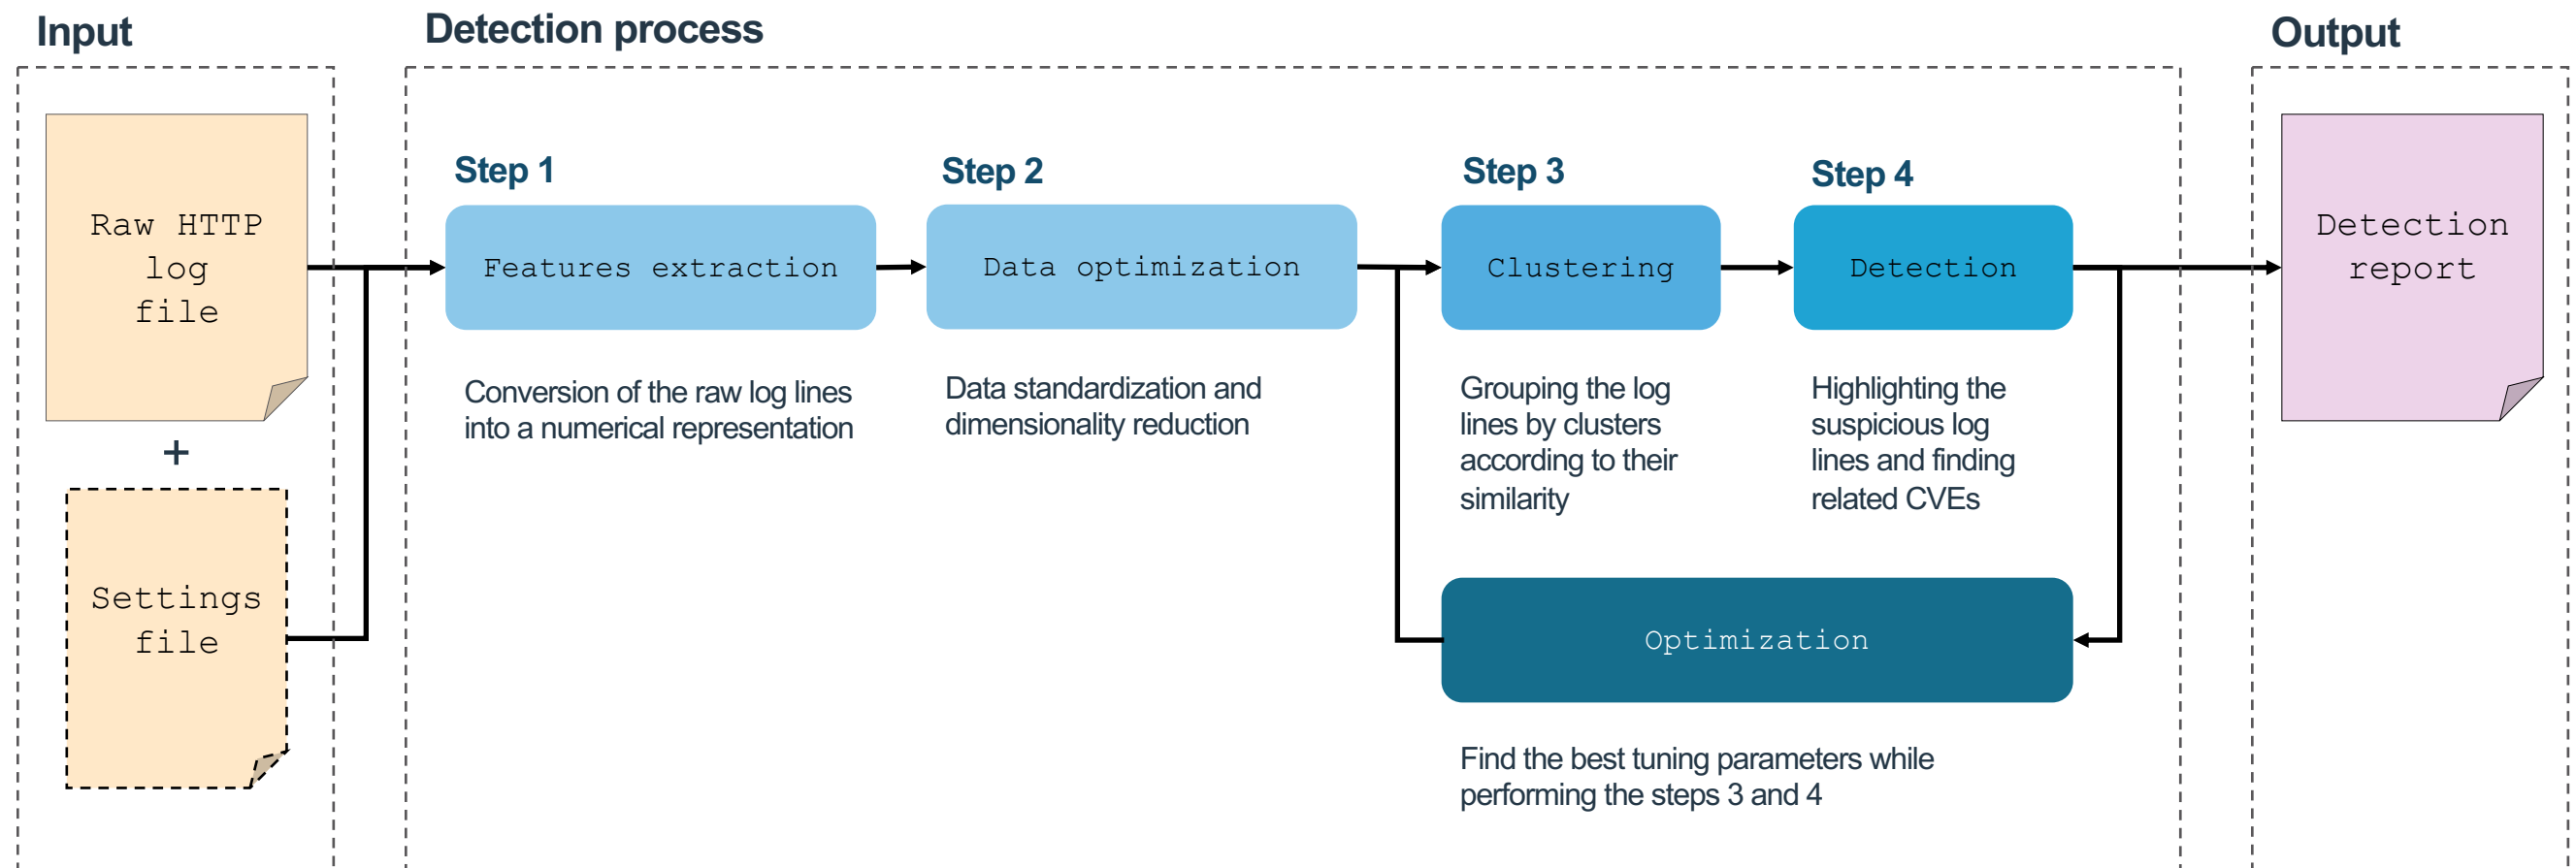 Input
Raw HTTP
log
file
+
Settings
file
Detection process
Step 1
Features extraction
Conversion of the raw log lines
into a numerical representation
Step 2
Data optimization
Data standardization and
dimensionality reduction
Step 3
Clustering
Grouping the log
lines by clusters
according to their
similarity
Step 4
Detection
Highlighting the
suspicious log
lines and finding
related CVEs
Optimization
Find the best tuning parameters while
performing the steps 3 and 4
Output
Detection
report